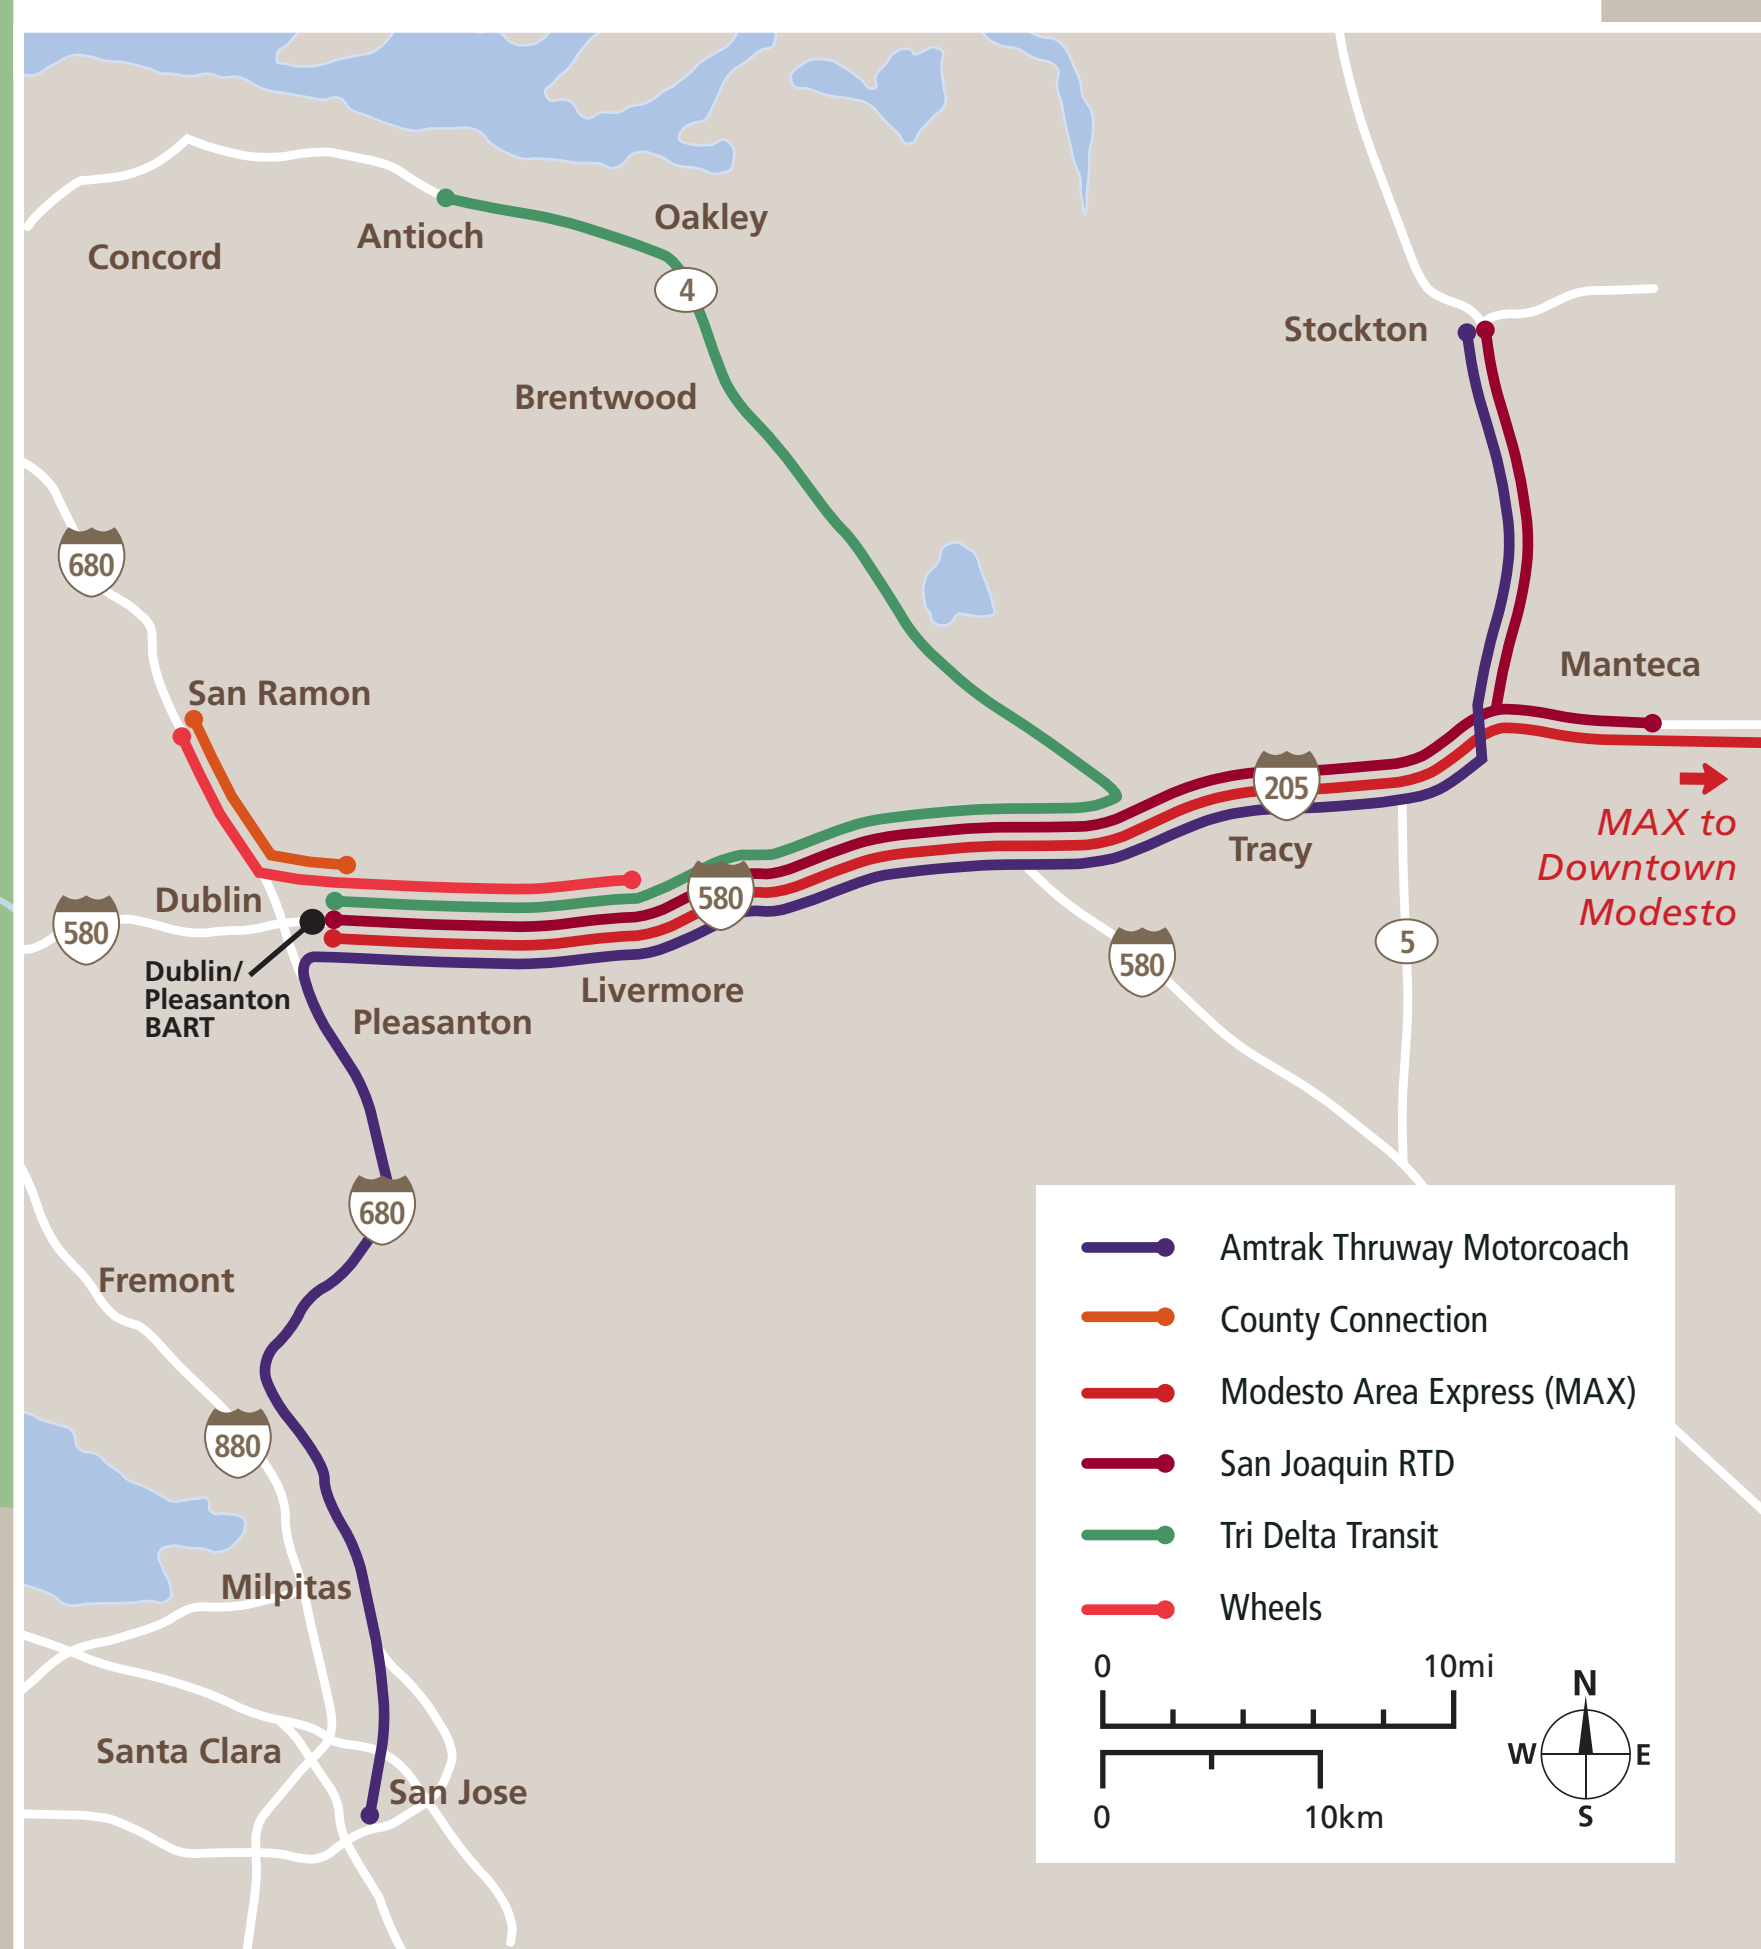 Oakley
Antioch
Concord
4
Stockton
Brentwood
680
Manteca
San Ramon
205
MAX to
Downtown
Modesto
Tracy
580
Dublin
580
5
580
Dublin/
Pleasanton
BART
Livermore
Pleasanton
680
Fremont
880
Milpitas
Santa Clara
San Jose
Amtrak Thruway Motorcoach
County Connection
Modesto Area Express (MAX)
San Joaquin RTD
Tri Delta Transit
Wheels
0 10mi
0 10km
N
W E
S